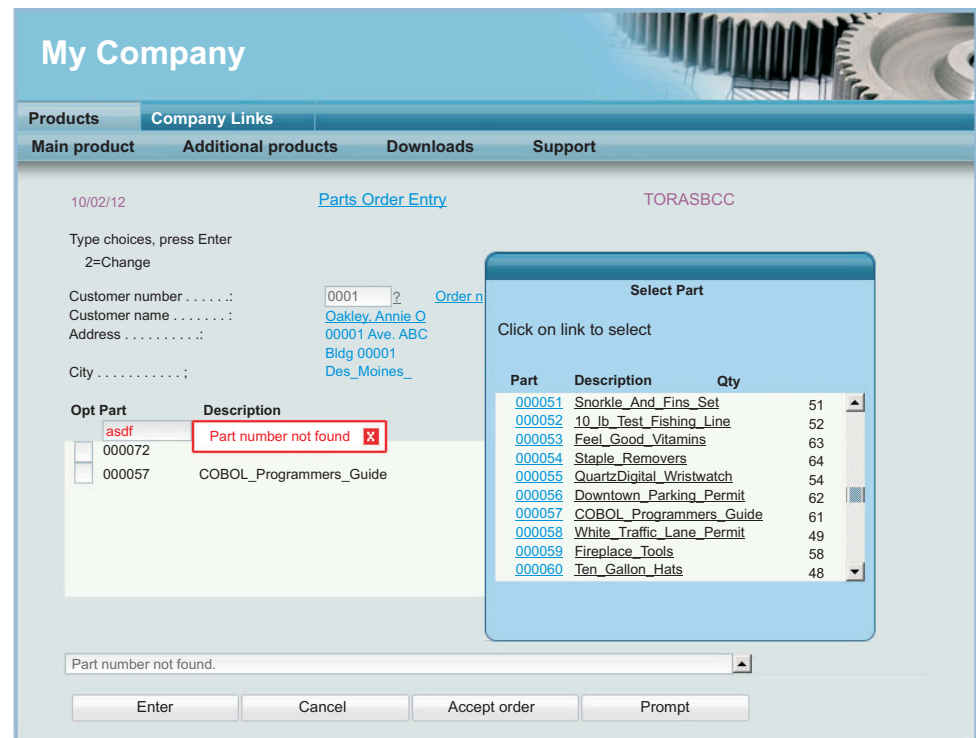 My Company
Products Company Links
Main product Additional products Downloads Support
10/02/12 Parts Order Entry TORASBCC
Type choices, press Enter
2=Change
Customer number . . . . . .: 0001 ? Order n
Customer name . . . . . . . : Oakley, Annie O
Address . . . . . . . . . .: 00001 Ave. ABC
Bldg 00001
City . . . . . . . . . . . ; Des_Moines_
Opt Part Description
asdf Part number not found X
000072
000057 COBOL_Programmers_Guide
Select Part
Click on link to select
Part Description Qty
000051 Snorkle_And_Fins_Set 51
000052 10_lb_Test_Fishing_Line 52
000053 Feel_Good_Vitamins 63
000054 Staple_Removers 64
000055 QuartzDigital_Wristwatch 54
000056 Downtown_Parking_Permit 62
000057 COBOL_Programmers_Guide 61
000058 White_Traffic_Lane_Permit 49
000059 Fireplace_Tools 58
000060 Ten_Gallon_Hats 48
Part number not found.
Enter Cancel Accept order Prompt